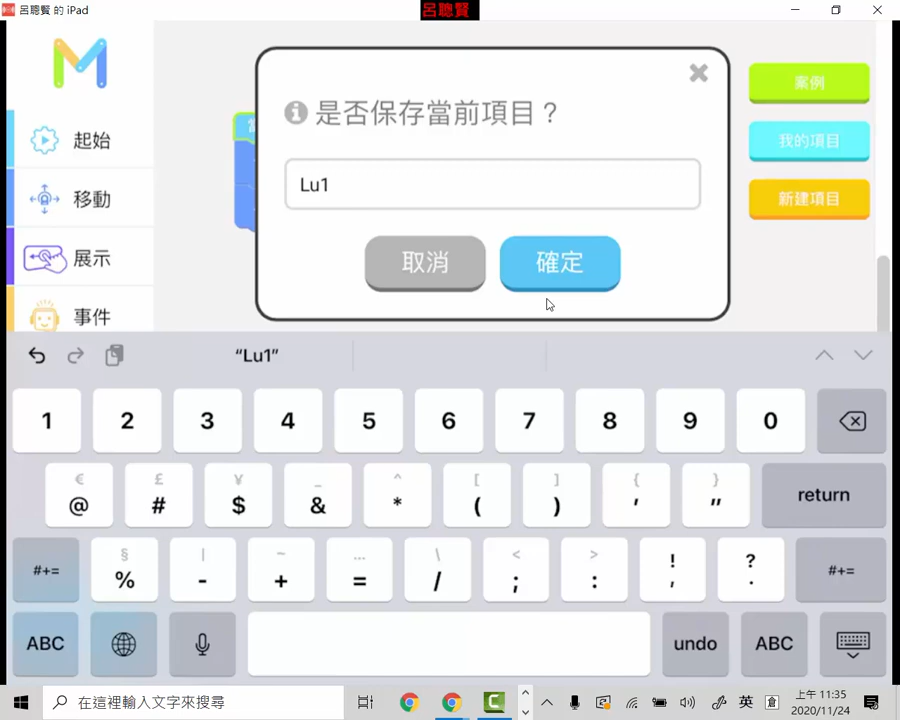 呂聰賢 的 iPad
呂聰賢
起始
移動
展示
事件
是否保存當前項目？
Lu1
取消
確定
案例
我的項目
新建項目
“Lu1”
1 2 3 4 5 6 7 8 9 0
€ £ ¥ _ ^ [ ] { }
@ # $ & * ( ) ' " return
§ | ~ … \ < > ! ?
#+= % - + = / ; : , . #+=
ABC undo ABC
在這裡輸入文字來搜尋
英
上午 11:35
2020/11/24